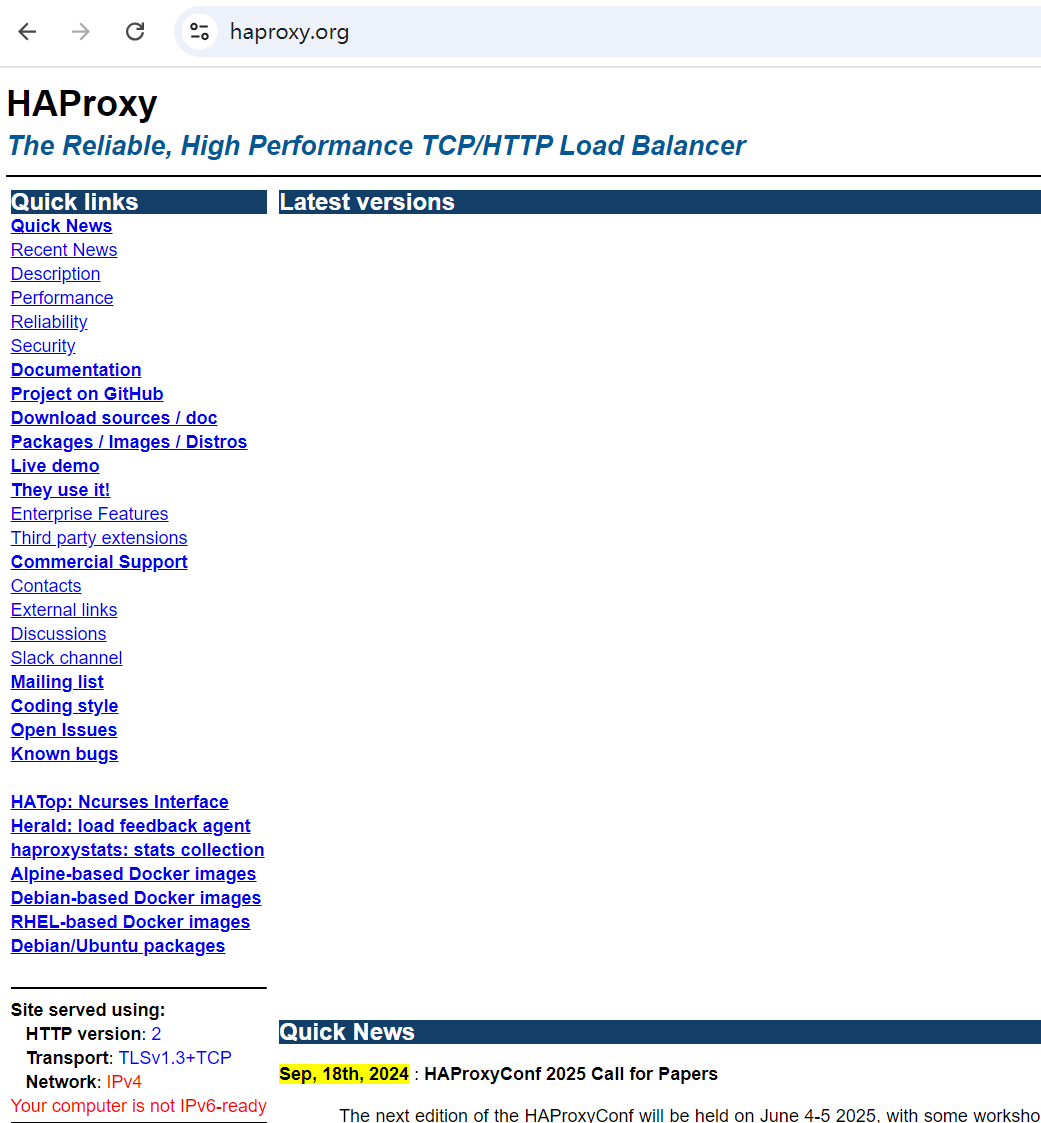 haproxy.org
HAProxy
The Reliable, High Performance TCP/HTTP Load Balancer
Quick links
Quick News
Recent News
Description
Performance
Reliability
Security
Documentation
Project on GitHub
Download sources / doc
Packages / Images / Distros
Live demo
They use it!
Enterprise Features
Third party extensions
Commercial Support
Contacts
External links
Discussions
Slack channel
Mailing list
Coding style
Open Issues
Known bugs
HATop: Ncurses Interface
Herald: load feedback agent
haproxystats: stats collection
Alpine-based Docker images
Debian-based Docker images
RHEL-based Docker images
Debian/Ubuntu packages
Site served using:
HTTP version: 2
Transport: TLSv1.3+TCP
Network: IPv4
Your computer is not IPv6-ready
Latest versions
Quick News
Sep, 18th, 2024 : HAProxyConf 2025 Call for Papers
The next edition of the HAProxyConf will be held on June 4-5 2025, with some worksho